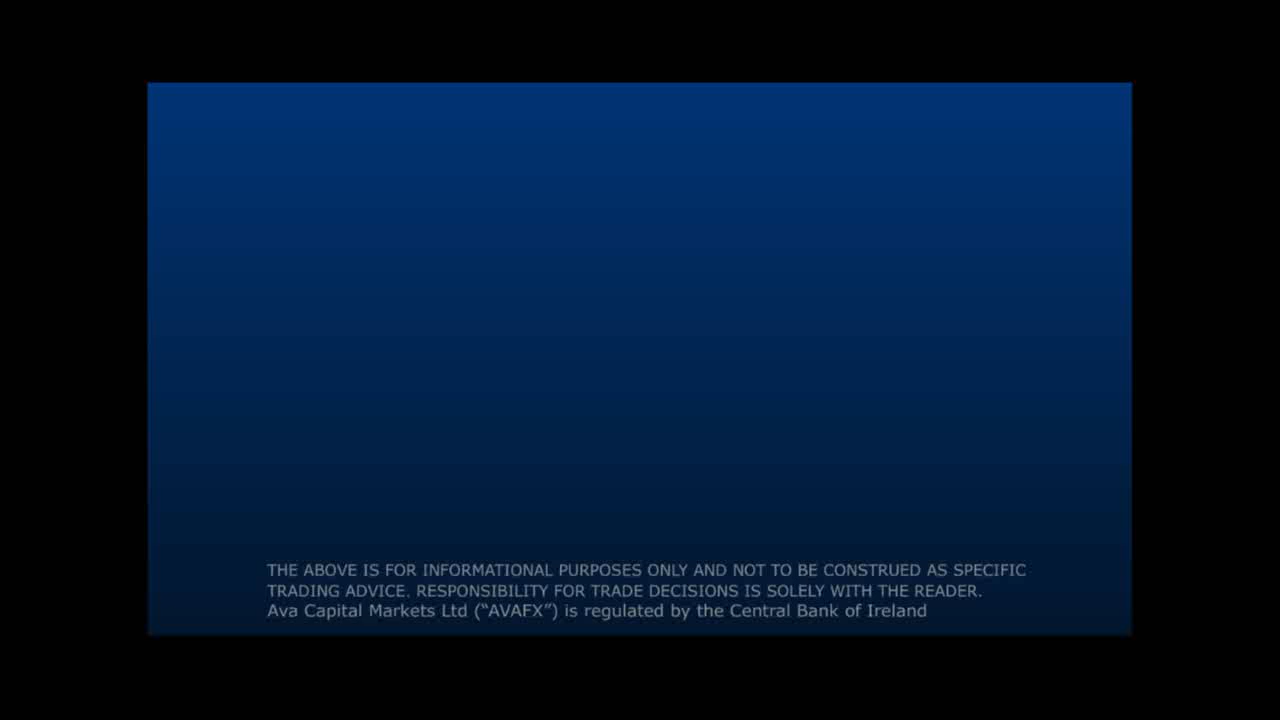 THE ABOVE IS FOR INFORMATIONAL PURPOSES ONLY AND NOT TO BE CONSTRUED AS SPECIFIC
TRADING ADVICE. RESPONSIBILITY FOR TRADE DECISIONS IS SOLELY WITH THE READER.
Ava Capital Markets Ltd (“AVAFX”) is regulated by the Central Bank of Ireland